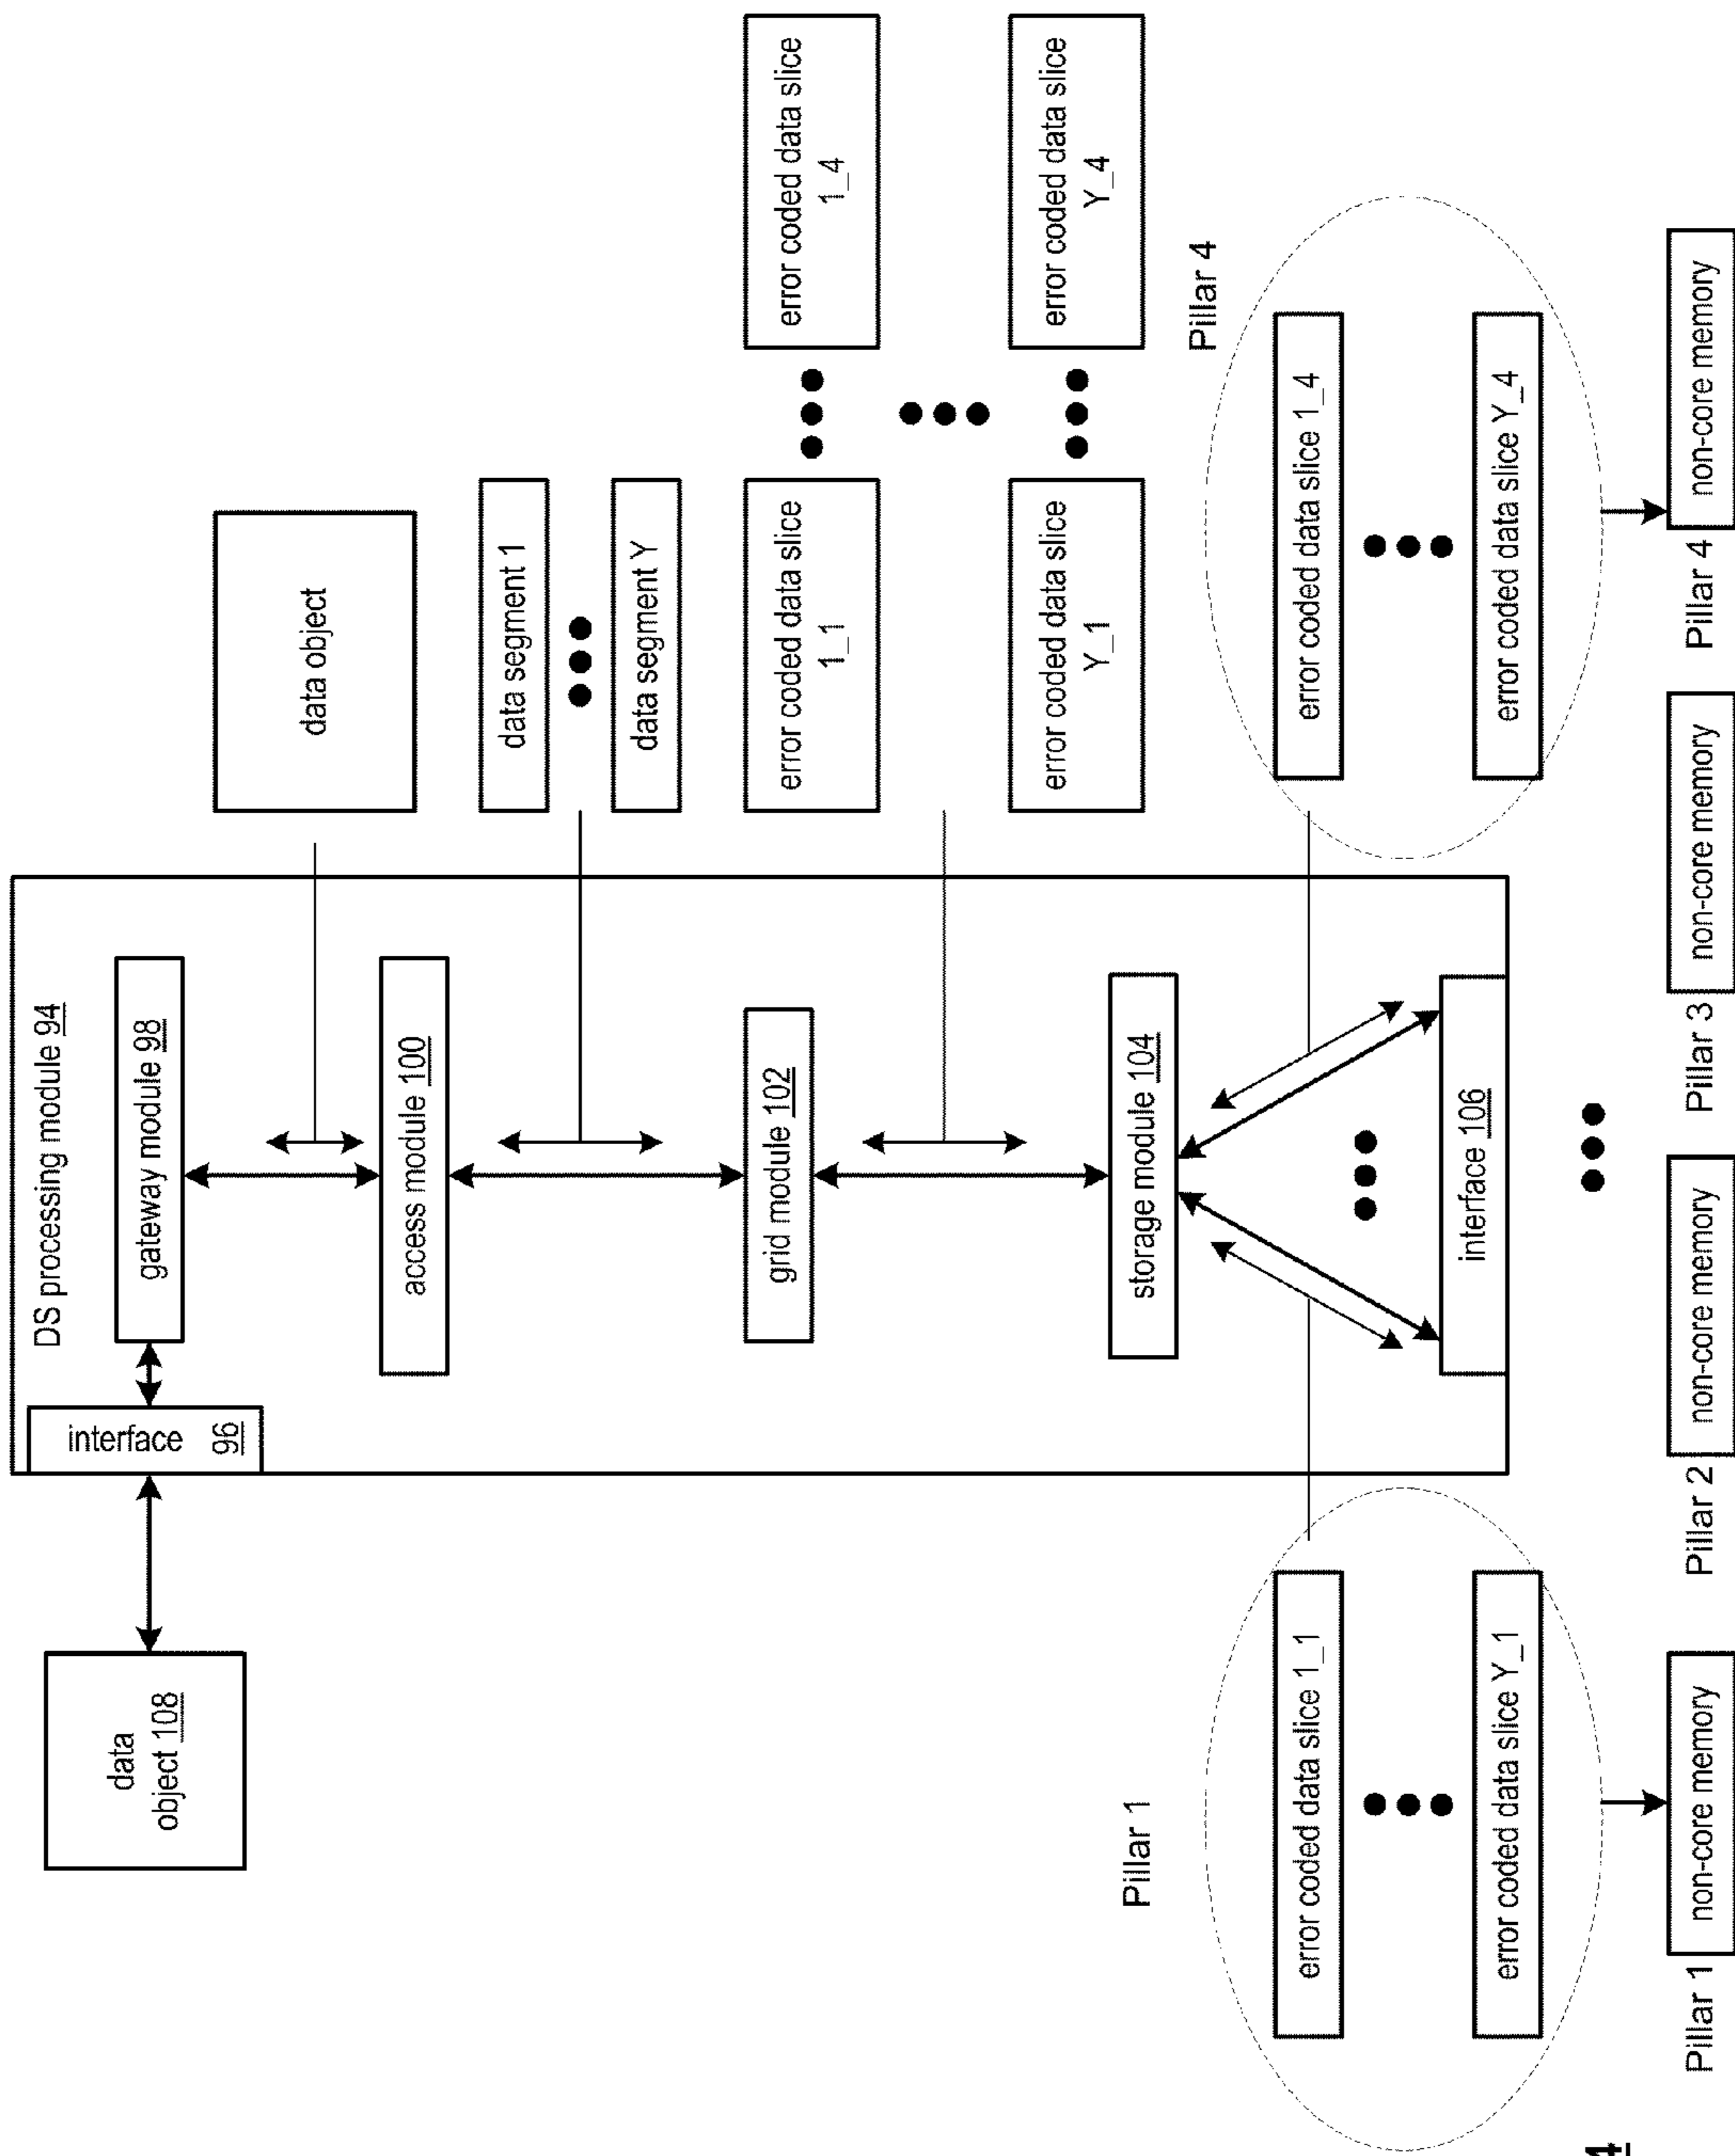 DS processing module 94
interface 96
data
object 108
gateway module 98
data object
access module 100
data segment 1
data segment Y
grid module 102
error coded data slice
1_1
error coded data slice
1_4
error coded data slice
Y_1
error coded data slice
Y_4
storage module 104
Pillar 1
Pillar 4
error coded data slice 1_1
error coded data slice Y_1
error coded data slice 1_4
error coded data slice Y_4
interface 106
4
Pillar 1 non-core memory
Pillar 2 non-core memory
Pillar 3 non-core memory
Pillar 4 non-core memory